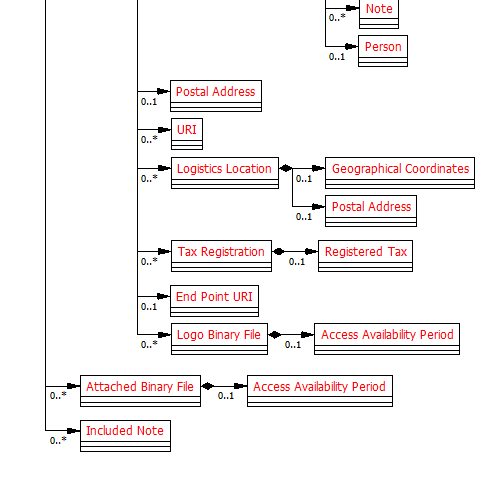 Note
0..*
Person
0..1
Postal Address
0..1
URI
0..*
Logistics Location
0..*
Geographical Coordinates
0..1
Postal Address
0..1
Tax Registration
0..*
Registered Tax
0..1
End Point URI
0..1
Logo Binary File
0..*
Access Availability Period
0..1
Attached Binary File
0..*
Access Availability Period
0..1
Included Note
0..*